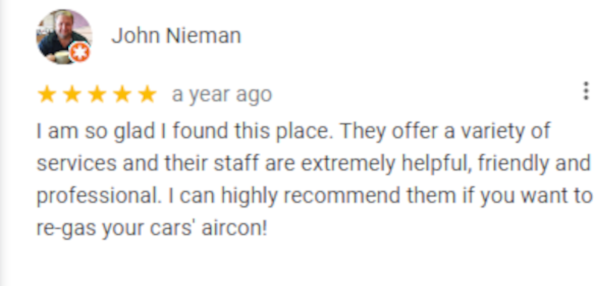 John Nieman
a year ago
I am so glad I found this place. They offer a variety of
services and their staff are extremely helpful, friendly and
professional. I can highly recommend them if you want to
re-gas your cars' aircon!